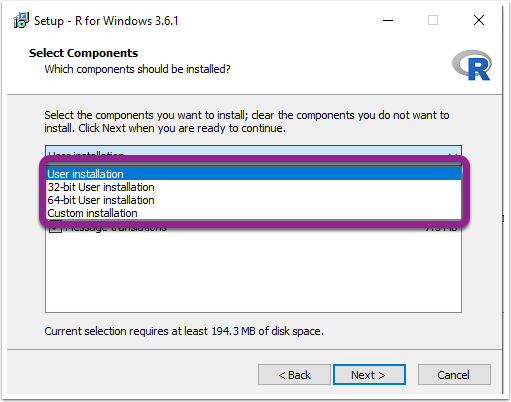 Setup - R for Windows 3.6.1
Select Components
Which components should be installed?
R
Select the components you want to install; clear the components you do not want to
install. Click Next when you are ready to continue.
User installation
User installation
32-bit User installation
64-bit User installation
Custom installation
Message translations
Current selection requires at least 194.3 MB of disk space.
< Back
Next >
Cancel